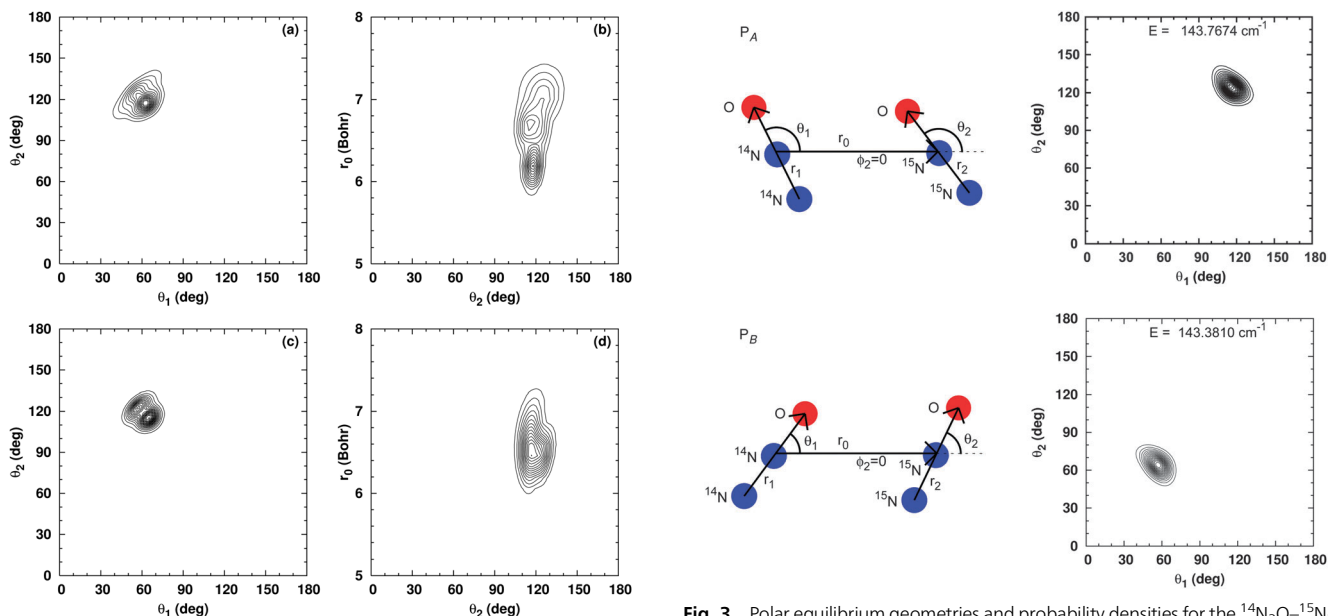 (a)
180
150
120
90
60
30
0
θ2 (deg)
0 30 60 90 120 150 180
θ1 (deg)
(b)
8
7
6
5
r0 (Bohr)
0 30 60 90 120 150 180
θ2 (deg)
(c)
180
150
120
90
60
30
0
θ2 (deg)
0 30 60 90 120 150 180
θ1 (deg)
(d)
8
7
6
5
r0 (Bohr)
0 30 60 90 120 150 180
θ2 (deg)
PA
O
θ1
14N
r1
14N
r0
ϕ2=0
O
θ2
15N
r2
15N
E = 143.7674 cm-1
180
150
120
90
60
30
0
θ2 (deg)
0 30 60 90 120 150 180
θ1 (deg)
PB
O
θ1
14N
r1
14N
r0
ϕ2=0
O
θ2
15N
r2
15N
E = 143.3810 cm-1
180
150
120
90
60
30
0
θ2 (deg)
0 30 60 90 120 150 180
θ1 (deg)
Polar equilibrium geometries and probability densities for the